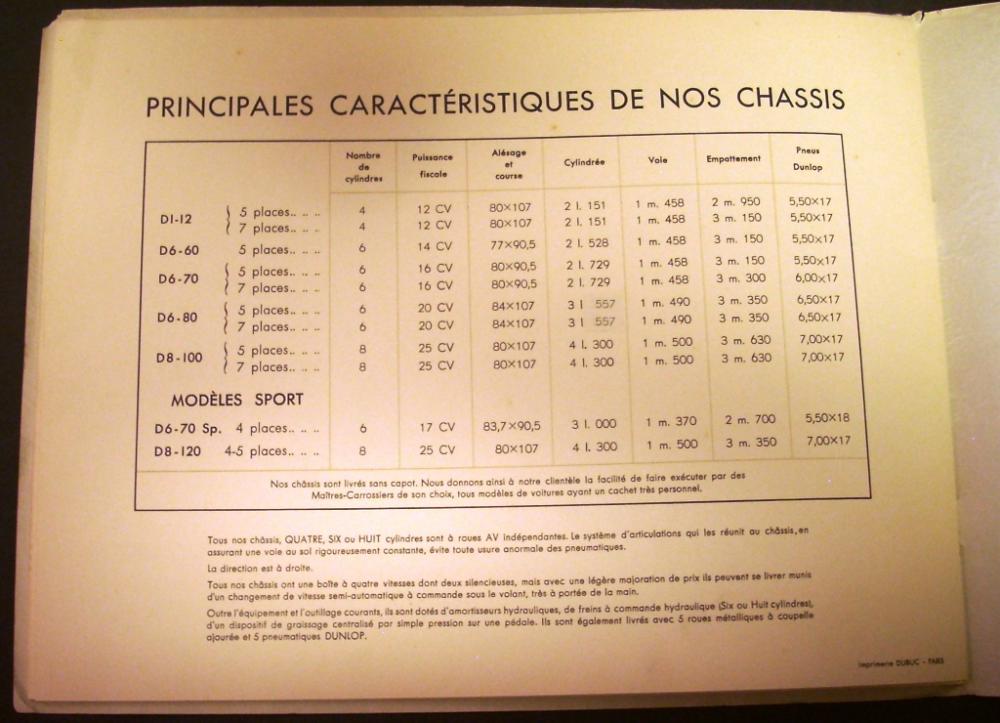 PRINCIPALES CARACTÉRISTIQUES DE NOS CHASSIS
Nombre de cylindres Puissance fiscale Alésage et course Cylindrée Voie Empattement Pneus Dunlop
D1-12 { 5 places.. .. .. 4 12 CV 80×107 2 l. 151 1 m. 458 2 m. 950 5,50×17
7 places.. .. .. 4 12 CV 80×107 2 l. 151 1 m. 458 3 m. 150 5,50×17
D6-60 5 places.. .. .. 6 14 CV 77×90,5 2 l. 528 1 m. 458 3 m. 150 5,50×17
D6-70 { 5 places.. .. .. 6 16 CV 80×90,5 2 l. 729 1 m. 458 3 m. 150 5,50×17
7 places.. .. .. 6 16 CV 80×90,5 2 l. 729 1 m. 458 3 m. 300 6,00×17
D6-80 { 5 places.. .. .. 6 20 CV 84×107 3 l 557 1 m. 490 3 m. 350 6,50×17
7 places.. .. .. 6 20 CV 84×107 3 l 557 1 m. 490 3 m. 350 6,50×17
D8-100 { 5 places.. .. .. 8 25 CV 80×107 4 l. 300 1 m. 500 3 m. 630 7,00×17
7 places.. .. .. 8 25 CV 80×107 4 l. 300 1 m. 500 3 m. 630 7,00×17
MODÈLES SPORT
D6-70 Sp. 4 places.. .. .. 6 17 CV 83,7×90,5 3 l. 000 1 m. 370 2 m. 700 5,50×18
D8-120 4-5 places.. .. .. 8 25 CV 80×107 4 l. 300 1 m. 500 3 m. 350 7,00×17
Nos châssis sont livrés sans capot. Nous donnons ainsi à notre clientèle la facilité de faire exécuter par des
Maîtres-Carrossiers de son choix, tous modèles de voitures ayant un cachet très personnel.
Tous nos châssis, QUATRE, SIX ou HUIT cylindres sont à roues AV indépendantes. Le système d'articulations qui les réunit au châssis, en
assurant une voie au sol rigoureusement constante, évite toute usure anormale des pneumatiques.
La direction est à droite.
Tous nos châssis ont une boîte à quatre vitesses dont deux silencieuses, mais avec une légère majoration de prix ils peuvent se livrer munis
d'un changement de vitesse semi-automatique à commande sous le volant, très à portée de la main.
Outre l'équipement et l'outillage courants, ils sont dotés d'amortisseurs hydrauliques, de freins à commande hydraulique (Six ou Huit cylindres),
d'un dispositif de graissage centralisé par simple pression sur une pédale. Ils sont également livrés avec 5 roues métalliques à coupelle
ajourée et 5 pneumatiques DUNLOP.
Imprimerie DUBUC - PARIS